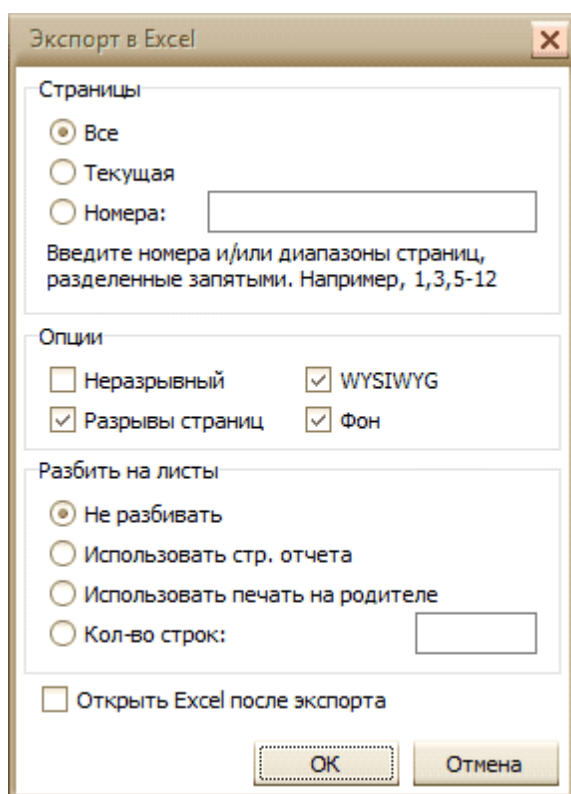 Экспорт в Excel
Страницы
Все
Текущая
Номера:
Введите номера и/или диапазоны страниц,
разделенные запятыми. Например, 1,3,5-12
Опции
Неразрывный WYSIWYG
Разрывы страниц Фон
Разбить на листы
Не разбивать
Использовать стр. отчета
Использовать печать на родителе
Кол-во строк:
Открыть Excel после экспорта
ОК Отмена